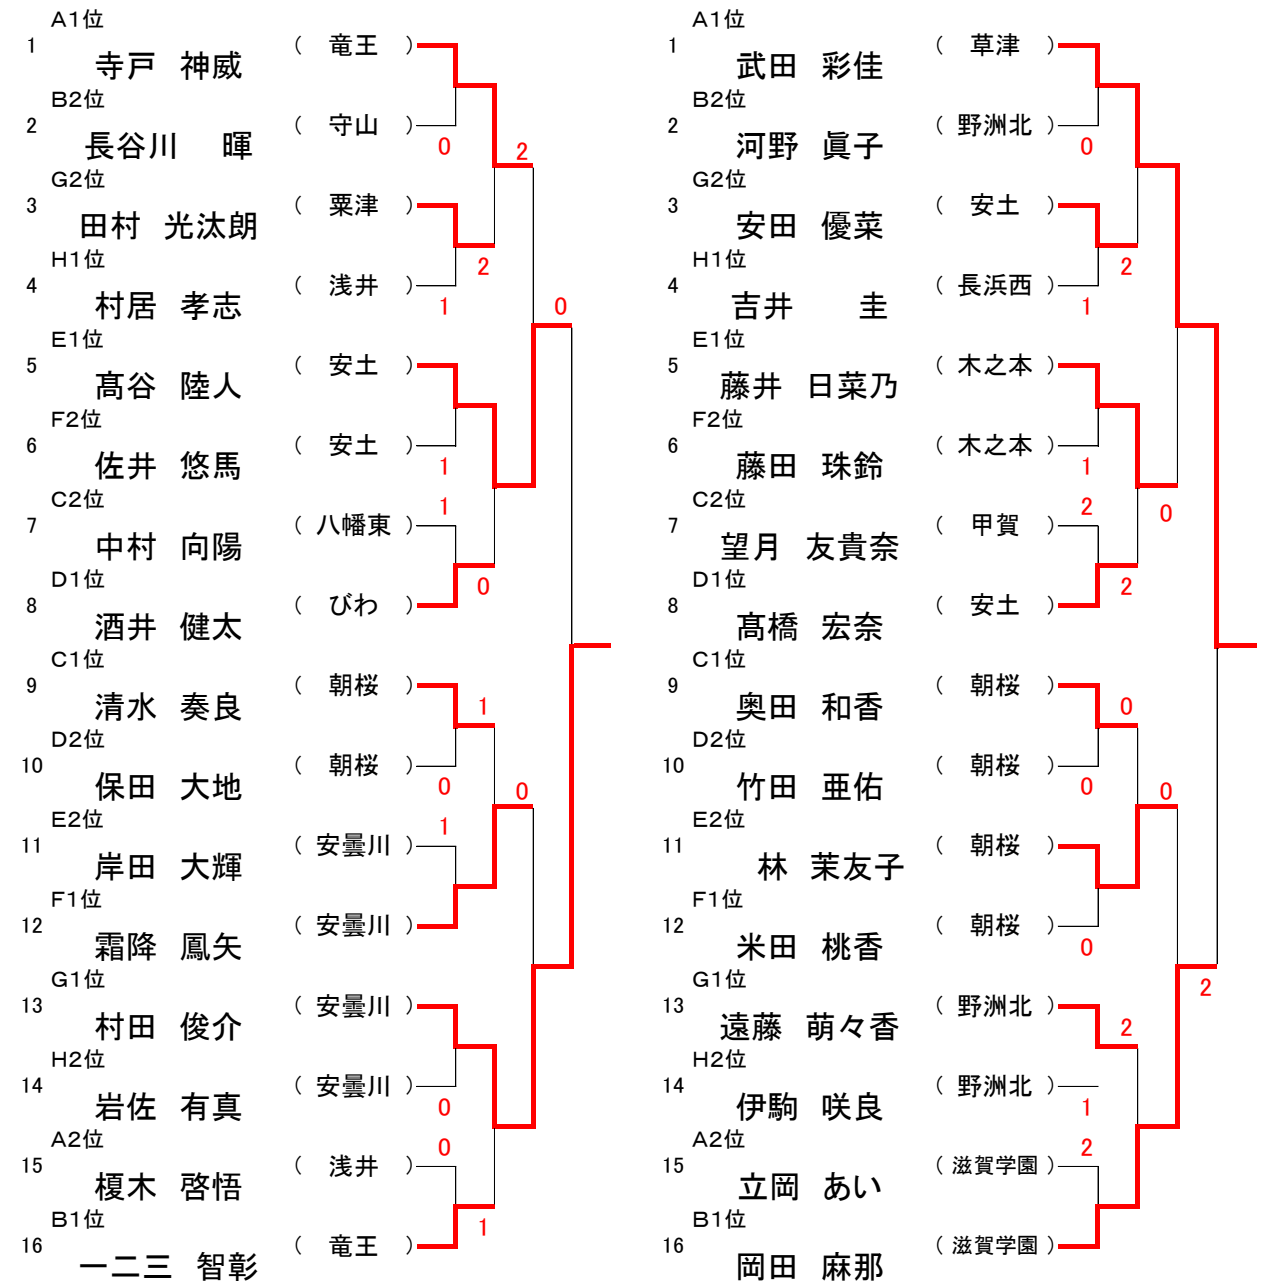 A1位
1 寺戸 神威 （ 竜王 ）
B2位
2 長谷川 暉 （ 守山 ） 0 2
G2位
3 田村 光汰朗 （ 粟津 ）
H1位 2
4 村居 孝志 （ 浅井 ） 1 0
E1位
5 髙谷 陸人 （ 安土 ）
F2位
6 佐井 悠馬 （ 安土 ） 1
C2位 1
7 中村 向陽 （ 八幡東 ）
D1位 0
8 酒井 健太 （ びわ ）
C1位
9 清水 奏良 （ 朝桜 ） 1
D2位
10 保田 大地 （ 朝桜 ） 0 0
E2位 1
11 岸田 大輝 （ 安曇川 ）
F1位
12 霜降 鳳矢 （ 安曇川 ）
G1位
13 村田 俊介 （ 安曇川 ）
H2位
14 岩佐 有真 （ 安曇川 ） 0
A2位 0
15 榎木 啓悟 （ 浅井 ）
B1位 1
16 一二三 智彰 （ 竜王 ）
A1位
1 武田 彩佳 （ 草津 ）
B2位
2 河野 眞子 （ 野洲北 ） 0
G2位
3 安田 優菜 （ 安土 ）
H1位 2
4 吉井 圭 （ 長浜西 ） 1
E1位
5 藤井 日菜乃 （ 木之本 ）
F2位
6 藤田 珠鈴 （ 木之本 ） 1
C2位 2 0
7 望月 友貴奈 （ 甲賀 ）
D1位 2
8 髙橋 宏奈 （ 安土 ）
C1位
9 奥田 和香 （ 朝桜 ） 0
D2位
10 竹田 亜佑 （ 朝桜 ） 0 0
E2位
11 林 茉友子 （ 朝桜 ）
F1位
12 米田 桃香 （ 朝桜 ） 0
G1位 2
13 遠藤 萌々香 （ 野洲北 ） 2
H2位
14 伊駒 咲良 （ 野洲北 ） 1
A2位 2
15 立岡 あい （ 滋賀学園 ）
B1位
16 岡田 麻那 （ 滋賀学園 ）